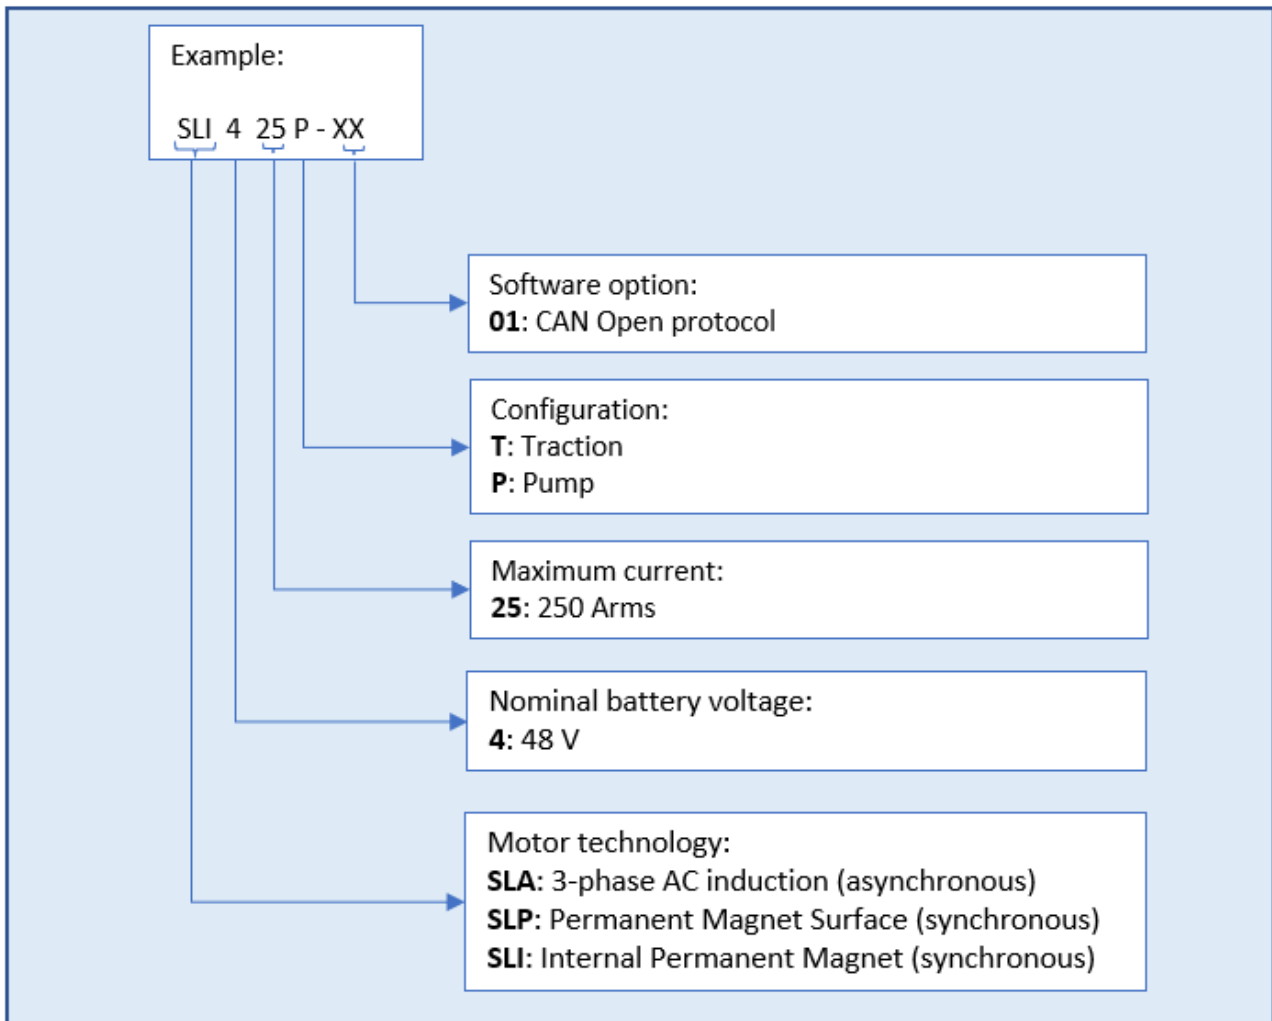 Example:
SLI 4 25 P - XX
Software option:
01: CAN Open protocol
Configuration:
T: Traction
P: Pump
Maximum current:
25: 250 Arms
Nominal battery voltage:
4: 48 V
Motor technology:
SLA: 3-phase AC induction (asynchronous)
SLP: Permanent Magnet Surface (synchronous)
SLI: Internal Permanent Magnet (synchronous)